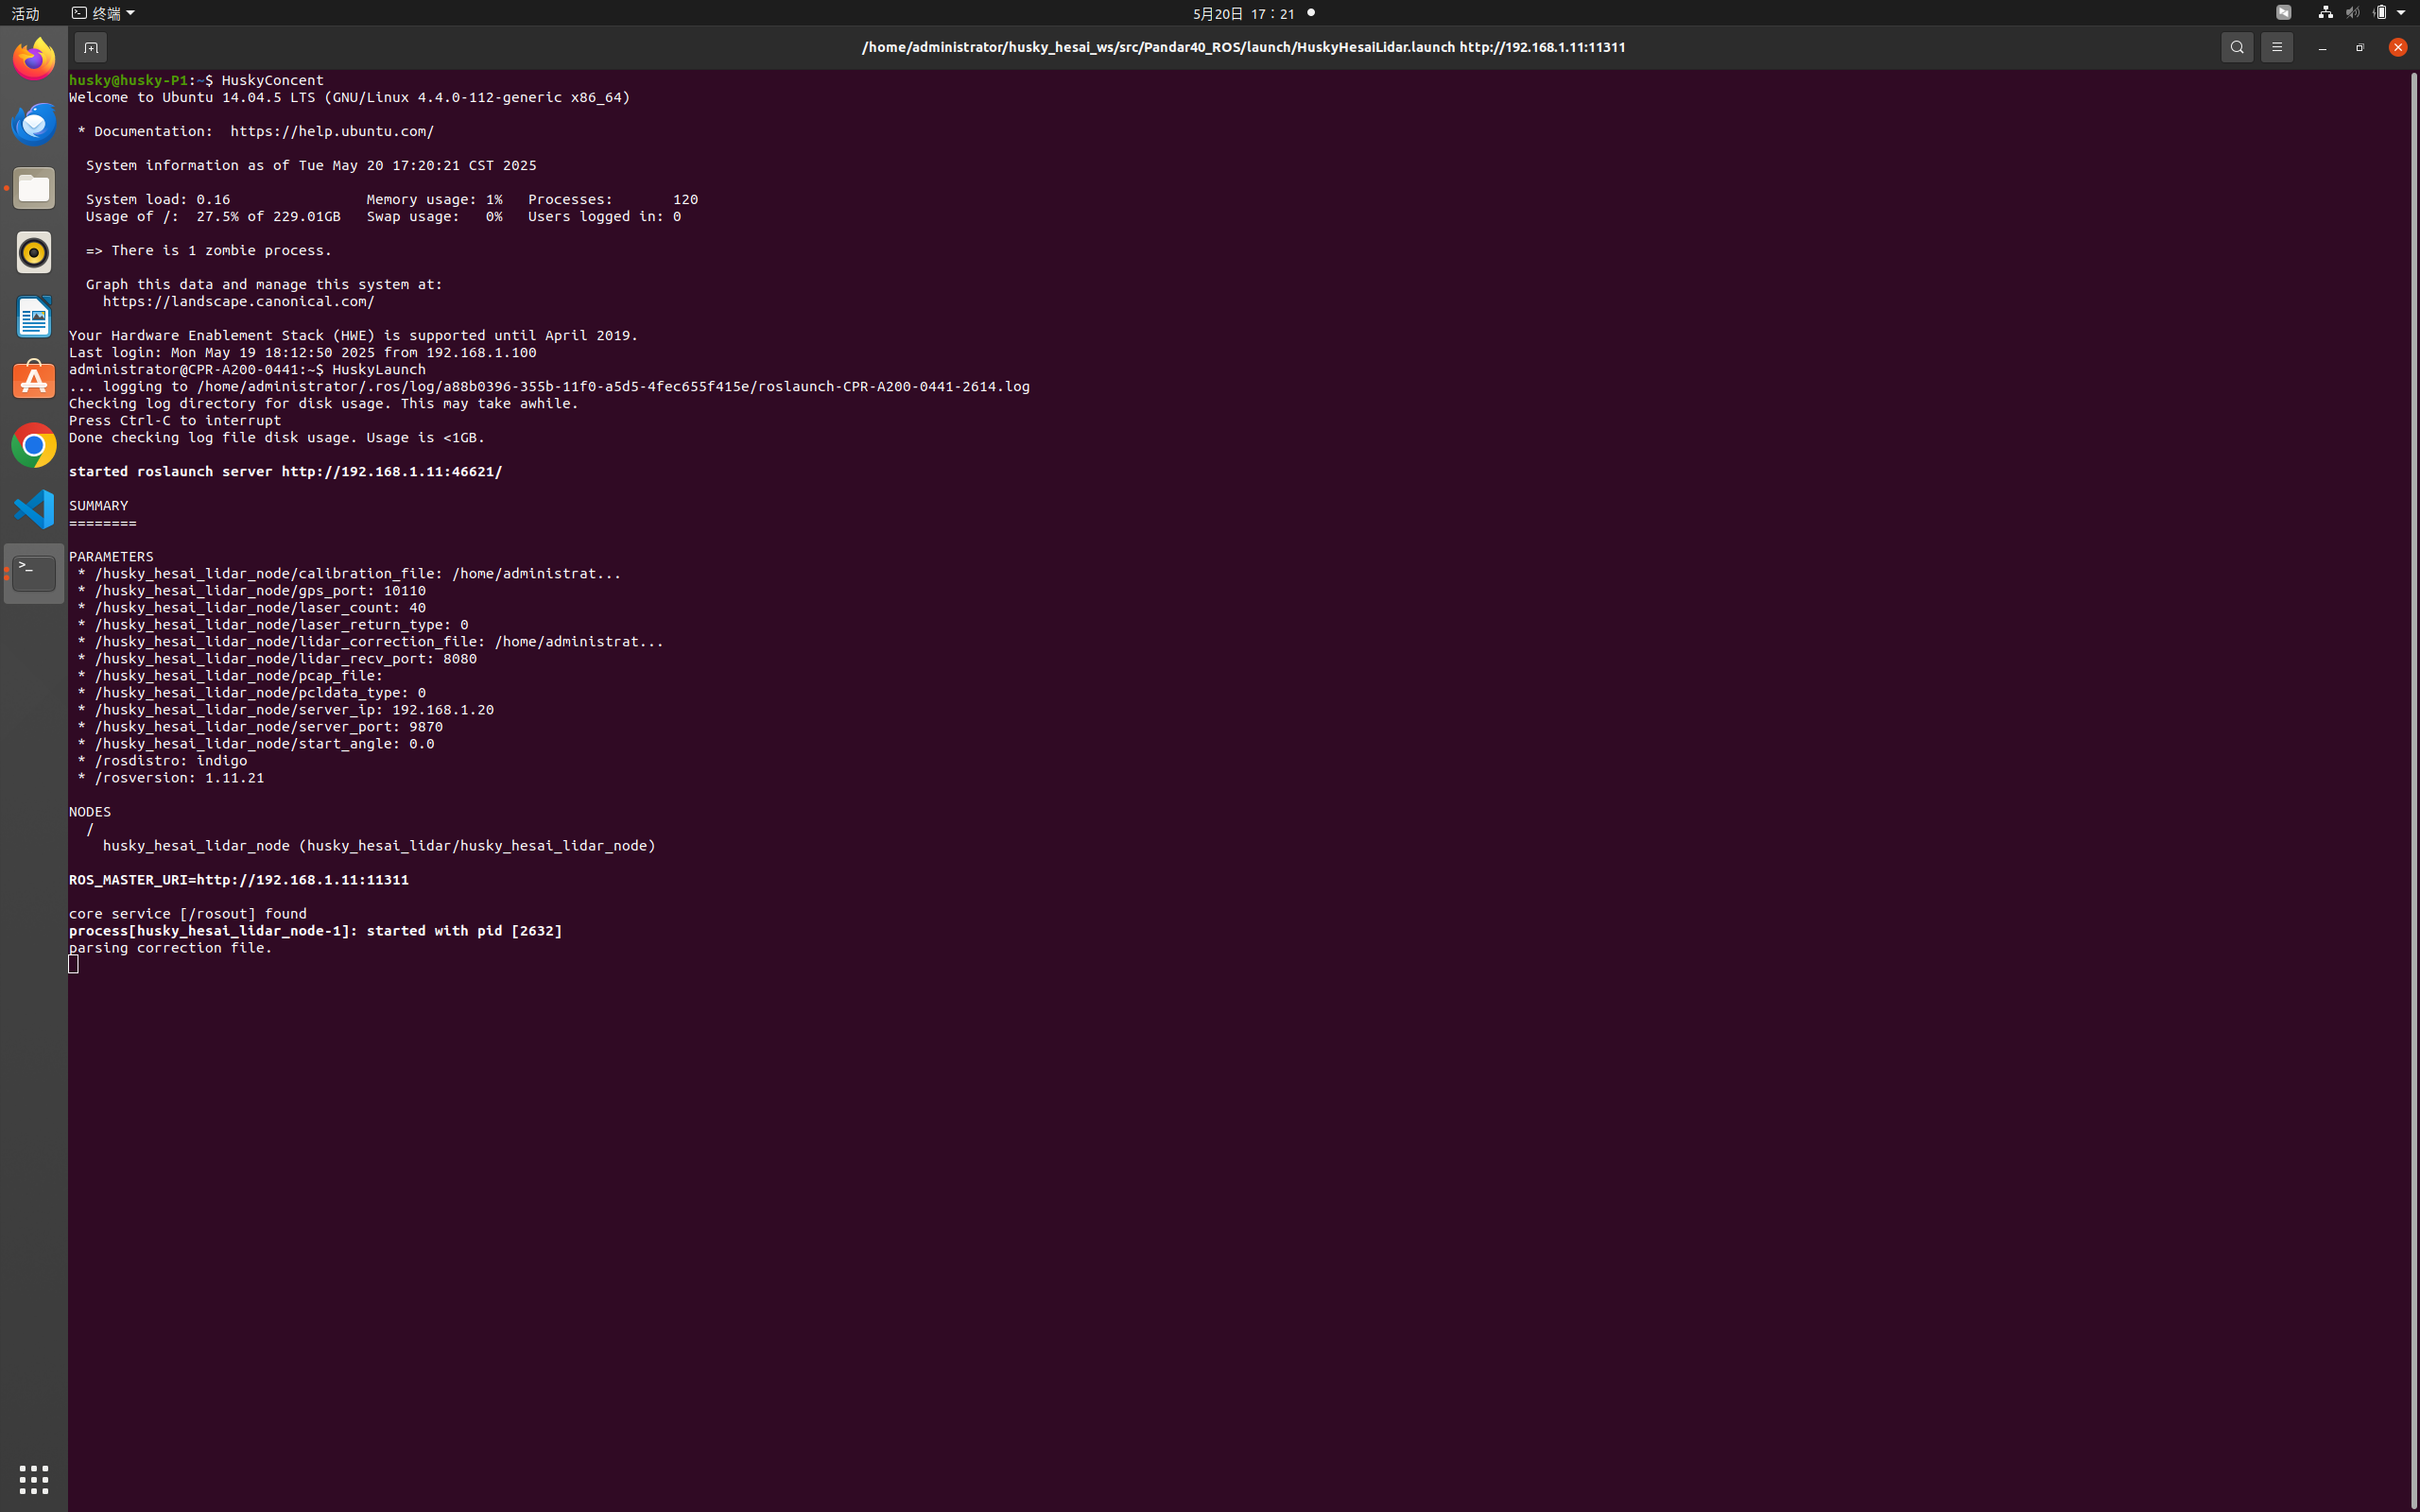 活动 终端 5月20日 17：21
/home/administrator/husky_hesai_ws/src/Pandar40_ROS/launch/HuskyHesaiLidar.launch http://192.168.1.11:11311
husky@husky-P1:~$ HuskyConcent
Welcome to Ubuntu 14.04.5 LTS (GNU/Linux 4.4.0-112-generic x86_64)
* Documentation:  https://help.ubuntu.com/
System information as of Tue May 20 17:20:21 CST 2025
System load: 0.16                Memory usage: 1%   Processes:       120
Usage of /:  27.5% of 229.01GB   Swap usage:   0%   Users logged in: 0
=> There is 1 zombie process.
Graph this data and manage this system at:
https://landscape.canonical.com/
Your Hardware Enablement Stack (HWE) is supported until April 2019.
Last login: Mon May 19 18:12:50 2025 from 192.168.1.100
administrator@CPR-A200-0441:~$ HuskyLaunch
... logging to /home/administrator/.ros/log/a88b0396-355b-11f0-a5d5-4fec655f415e/roslaunch-CPR-A200-0441-2614.log
Checking log directory for disk usage. This may take awhile.
Press Ctrl-C to interrupt
Done checking log file disk usage. Usage is <1GB.
started roslaunch server http://192.168.1.11:46621/
SUMMARY
========
PARAMETERS
* /husky_hesai_lidar_node/calibration_file: /home/administrat...
* /husky_hesai_lidar_node/gps_port: 10110
* /husky_hesai_lidar_node/laser_count: 40
* /husky_hesai_lidar_node/laser_return_type: 0
* /husky_hesai_lidar_node/lidar_correction_file: /home/administrat...
* /husky_hesai_lidar_node/lidar_recv_port: 8080
* /husky_hesai_lidar_node/pcap_file:
* /husky_hesai_lidar_node/pcldata_type: 0
* /husky_hesai_lidar_node/server_ip: 192.168.1.20
* /husky_hesai_lidar_node/server_port: 9870
* /husky_hesai_lidar_node/start_angle: 0.0
* /rosdistro: indigo
* /rosversion: 1.11.21
NODES
/
husky_hesai_lidar_node (husky_hesai_lidar/husky_hesai_lidar_node)
ROS_MASTER_URI=http://192.168.1.11:11311
core service [/rosout] found
process[husky_hesai_lidar_node-1]: started with pid [2632]
parsing correction file.